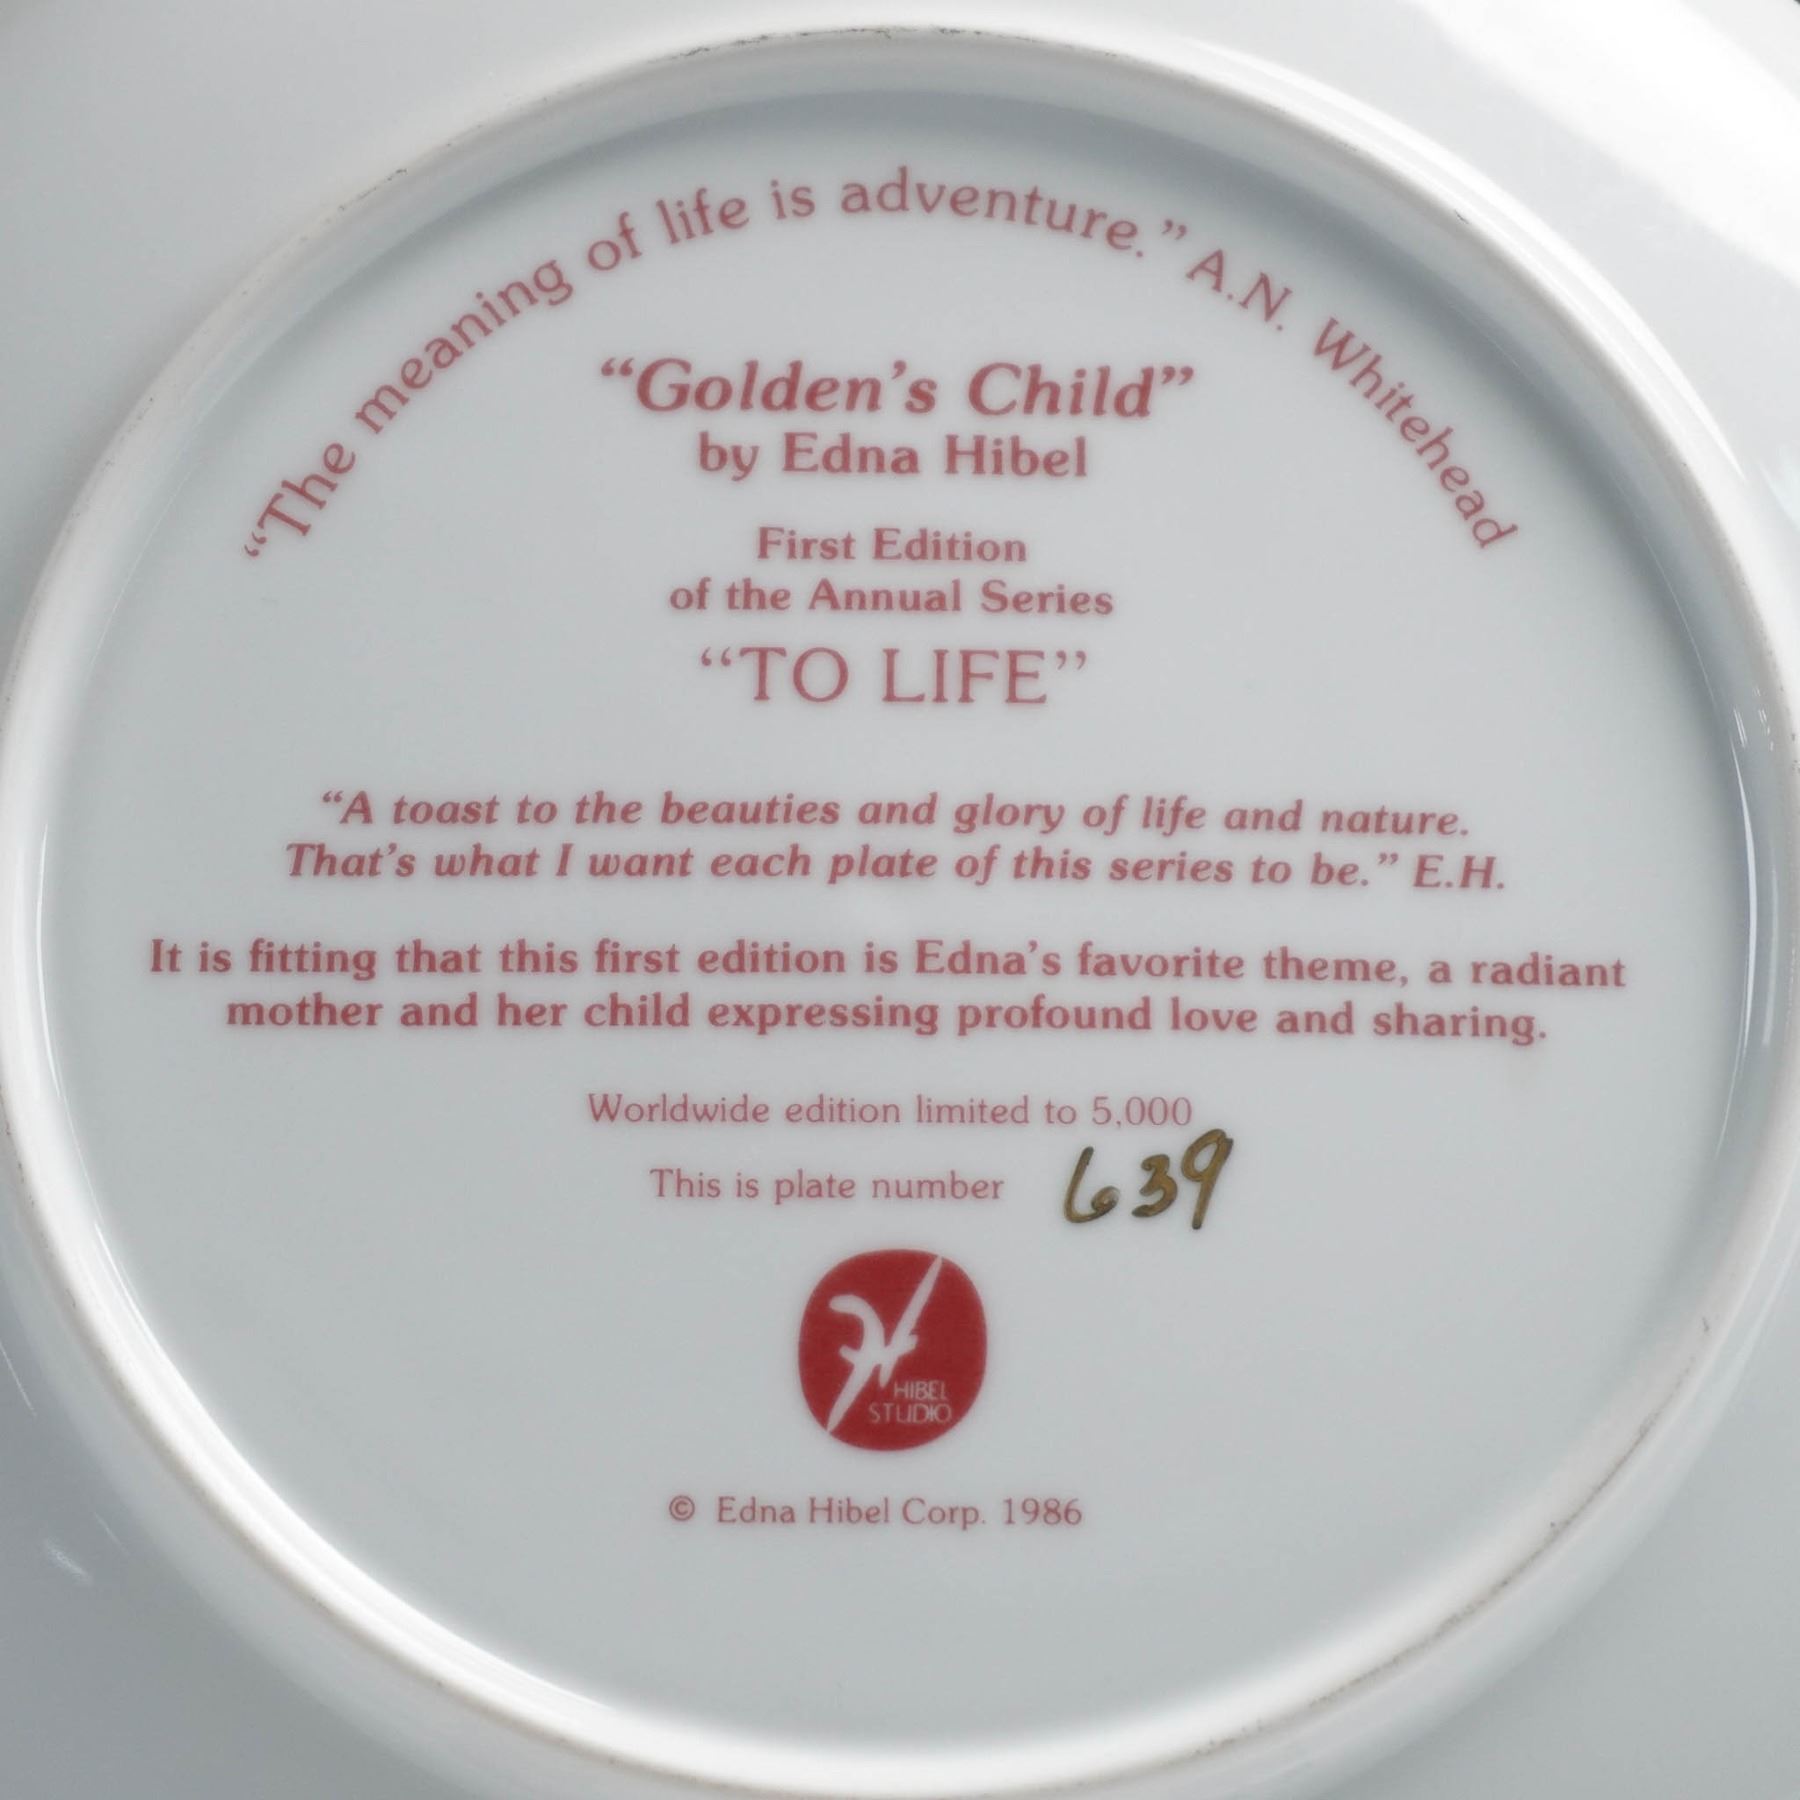 “The meaning of life is adventure.” A.N. Whitehead
“Golden’s Child”
by Edna Hibel
First Edition
of the Annual Series
“TO LIFE”
“A toast to the beauties and glory of life and nature.
That’s what I want each plate of this series to be.” E.H.
It is fitting that this first edition is Edna’s favorite theme, a radiant
mother and her child expressing profound love and sharing.
Worldwide edition limited to 5,000
This is plate number 639
HIBEL
STUDIO
© Edna Hibel Corp. 1986